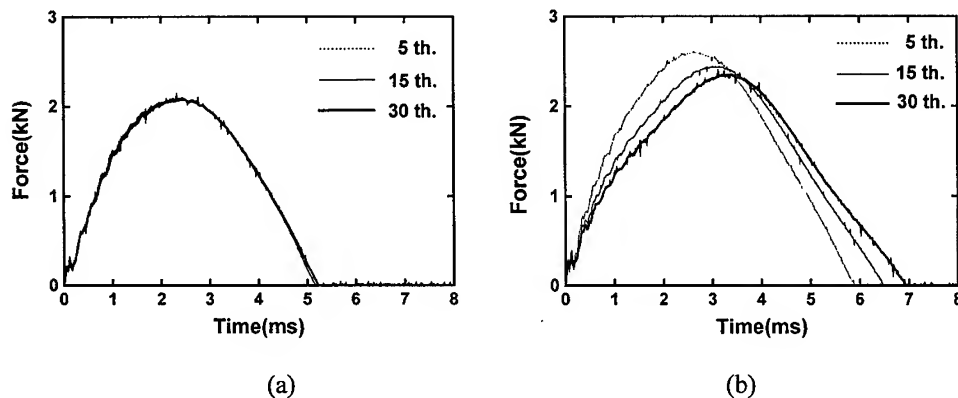 3
2
1
0
Force(kN)
5 th.
15 th.
30 th.
0 1 2 3 4 5 6 7 8
Time(ms)
(a)
3
2
1
0
Force(kN)
5 th.
15 th.
30 th.
0 1 2 3 4 5 6 7 8
Time(ms)
(b)